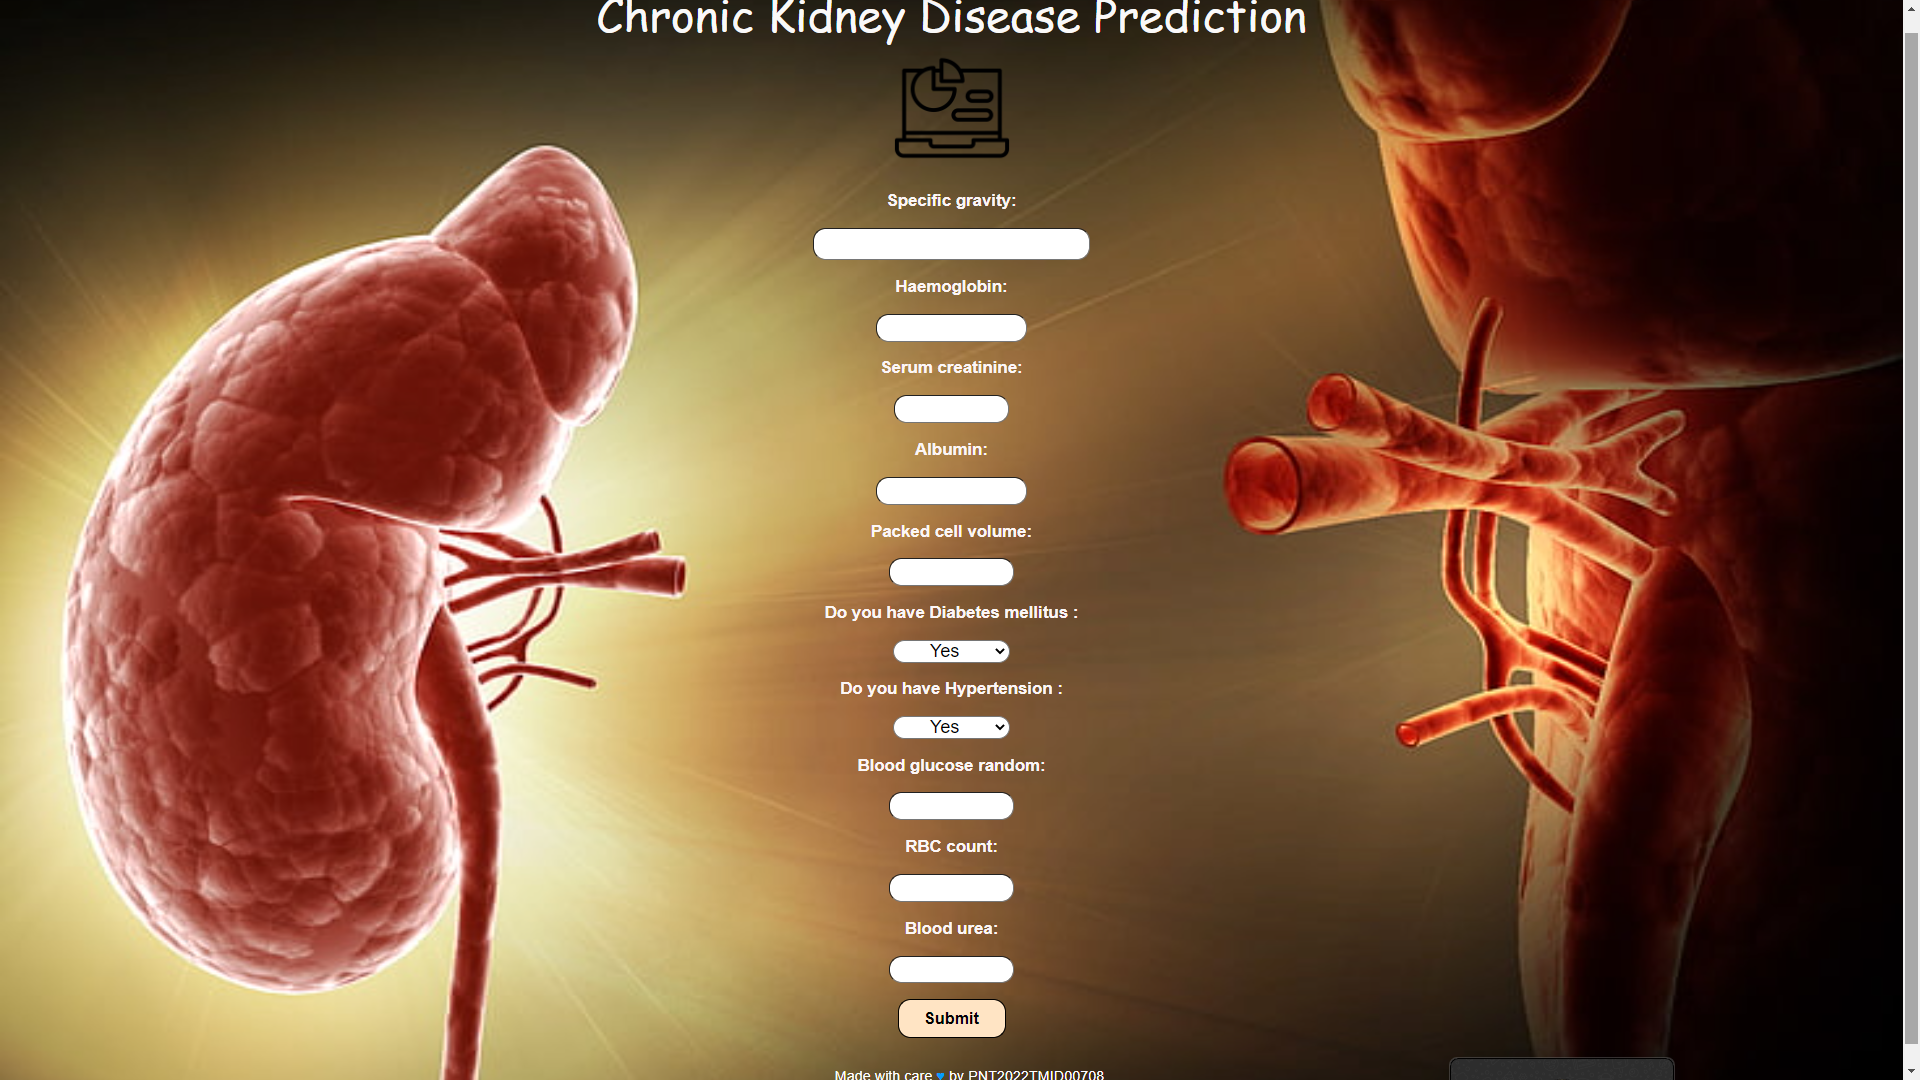 Chronic Kidney Disease Prediction
Specific gravity:
Haemoglobin:
Serum creatinine:
Albumin:
Packed cell volume:
Do you have Diabetes mellitus :
Yes
Do you have Hypertension :
Yes
Blood glucose random:
RBC count:
Blood urea:
Submit
Made with care ♥ by PNT2022TMID00708